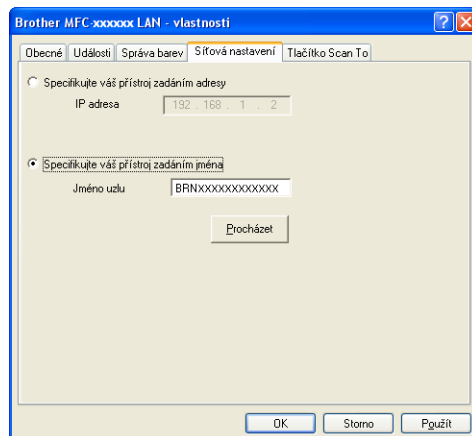 Brother MFC-xxxxxx LAN - vlastnosti
Obecné Události Správa barev Síťová nastavení Tlačítko Scan To
Specifikujte váš přístroj zadáním adresy
IP adresa 192 . 168 . 1 . 2
Specifikujte váš přístroj zadáním jména
Jméno uzlu BRNXXXXXXXXXXXX
Procházet
OK Storno Použít